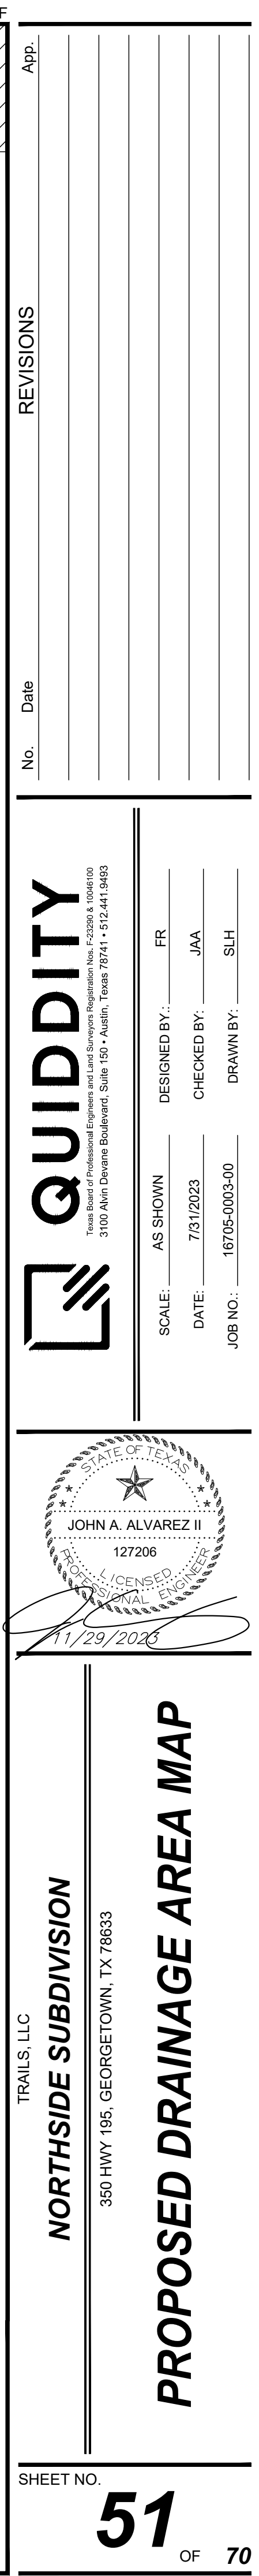 F
No. Date REVISIONS App.
QUIDDITY
Texas Board of Professional Engineers and Land Surveyors Registration Nos. F-23290 & 10046100
3100 Alvin Devane Boulevard, Suite 150 • Austin, Texas 78741 • 512.441.9493
SCALE: AS SHOWN DESIGNED BY.: FR
DATE: 7/31/2023 CHECKED BY: JAA
JOB NO.: 16705-0003-00 DRAWN BY: SLH
STATE OF TEXAS
JOHN A. ALVAREZ II
127206
LICENSED
PROFESSIONAL ENGINEER
11/29/2023
TRAILS, LLC
NORTHSIDE SUBDIVISION
350 HWY 195, GEORGETOWN, TX 78633
PROPOSED DRAINAGE AREA MAP
SHEET NO.
51
OF 70